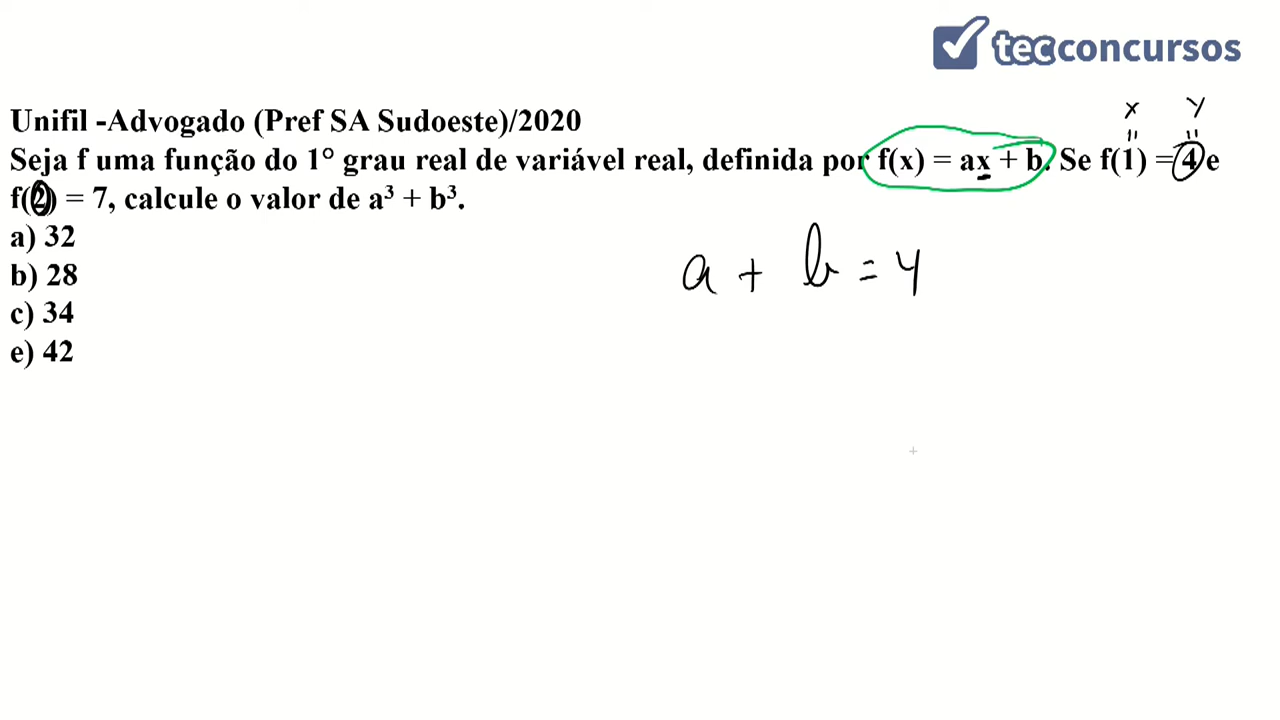 tecconcursos
Unifil -Advogado (Pref SA Sudoeste)/2020
X Y
" "
Seja f uma função do 1° grau real de variável real, definida por f(x) = ax + b. Se f(1) = 4 e
f(2) = 7, calcule o valor de a³ + b³.
a) 32
b) 28
c) 34
e) 42
a + b = 4